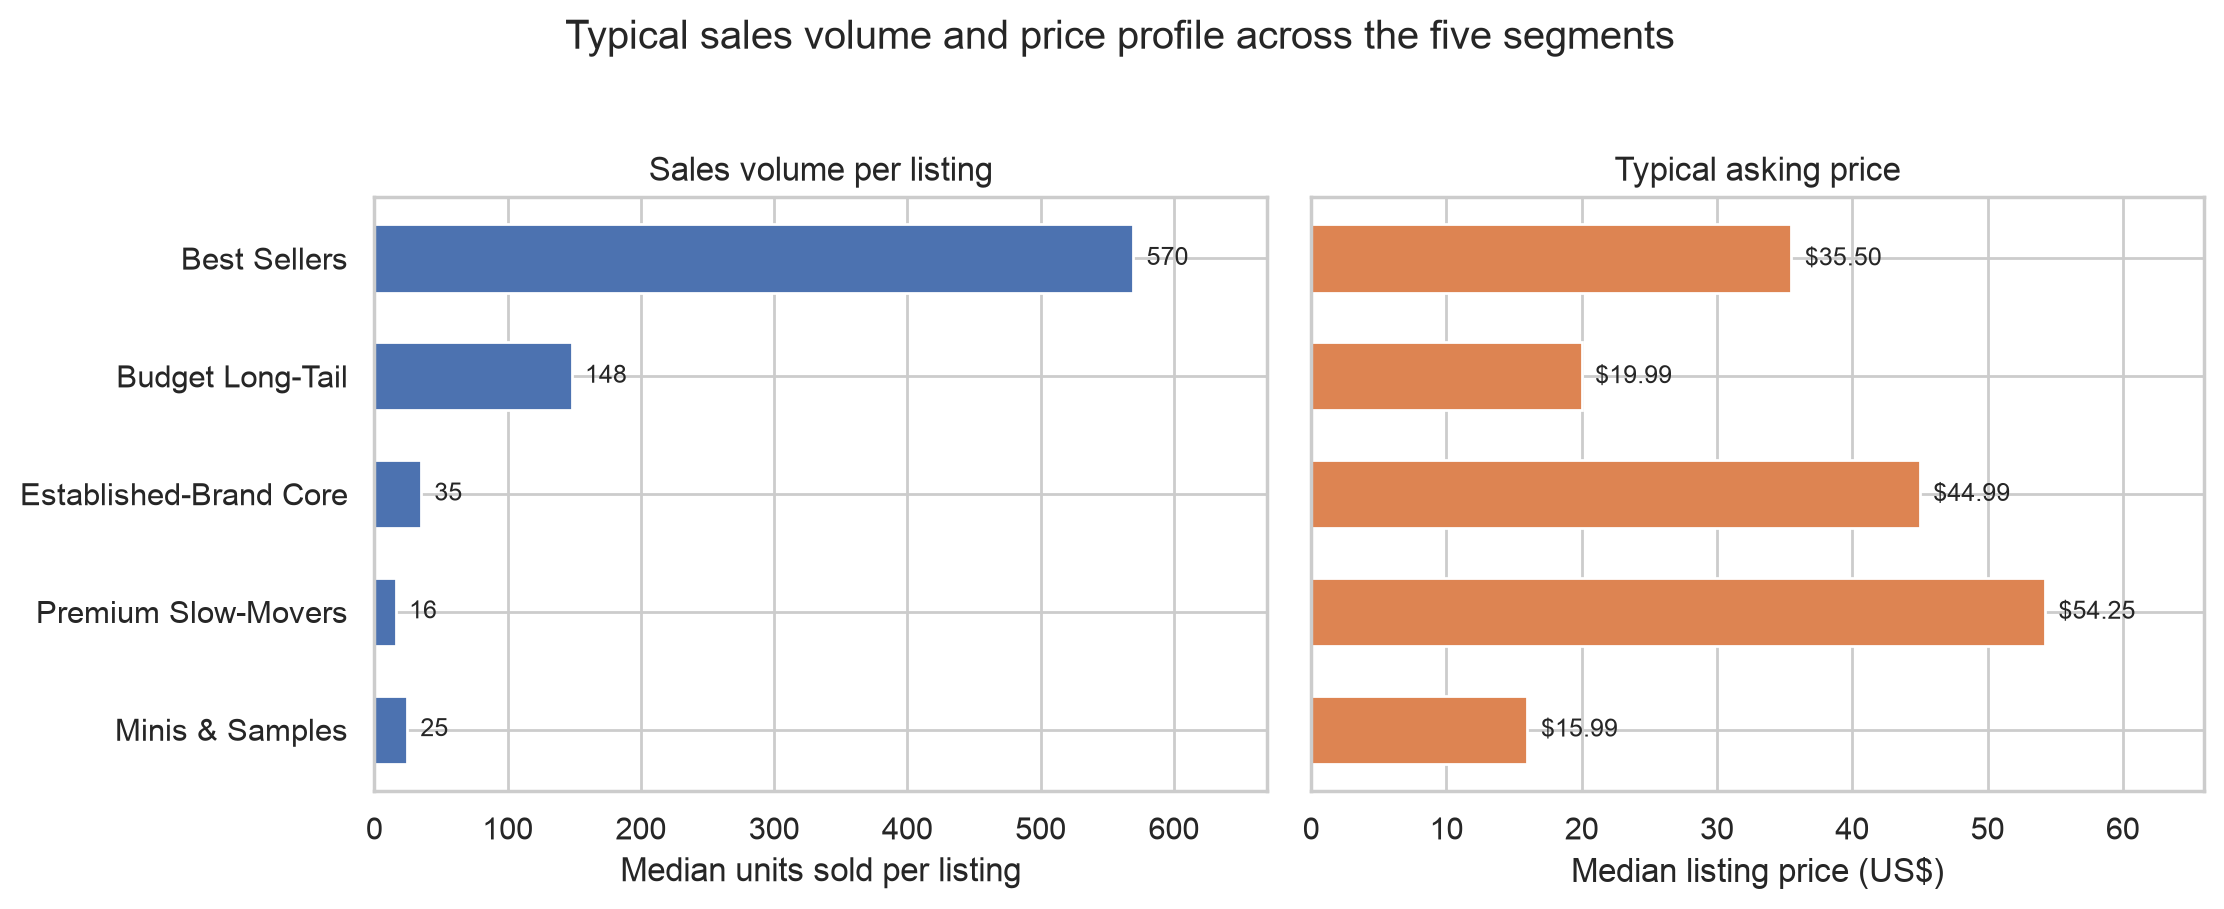 Typical sales volume and price profile across the five segments
Sales volume per listing
Best Sellers
570
Budget Long-Tail
148
Established-Brand Core
35
Premium Slow-Movers
16
Minis & Samples
25
0 100 200 300 400 500 600
Median units sold per listing
Typical asking price
$35.50
$19.99
$44.99
$54.25
$15.99
0 10 20 30 40 50 60
Median listing price (US$)